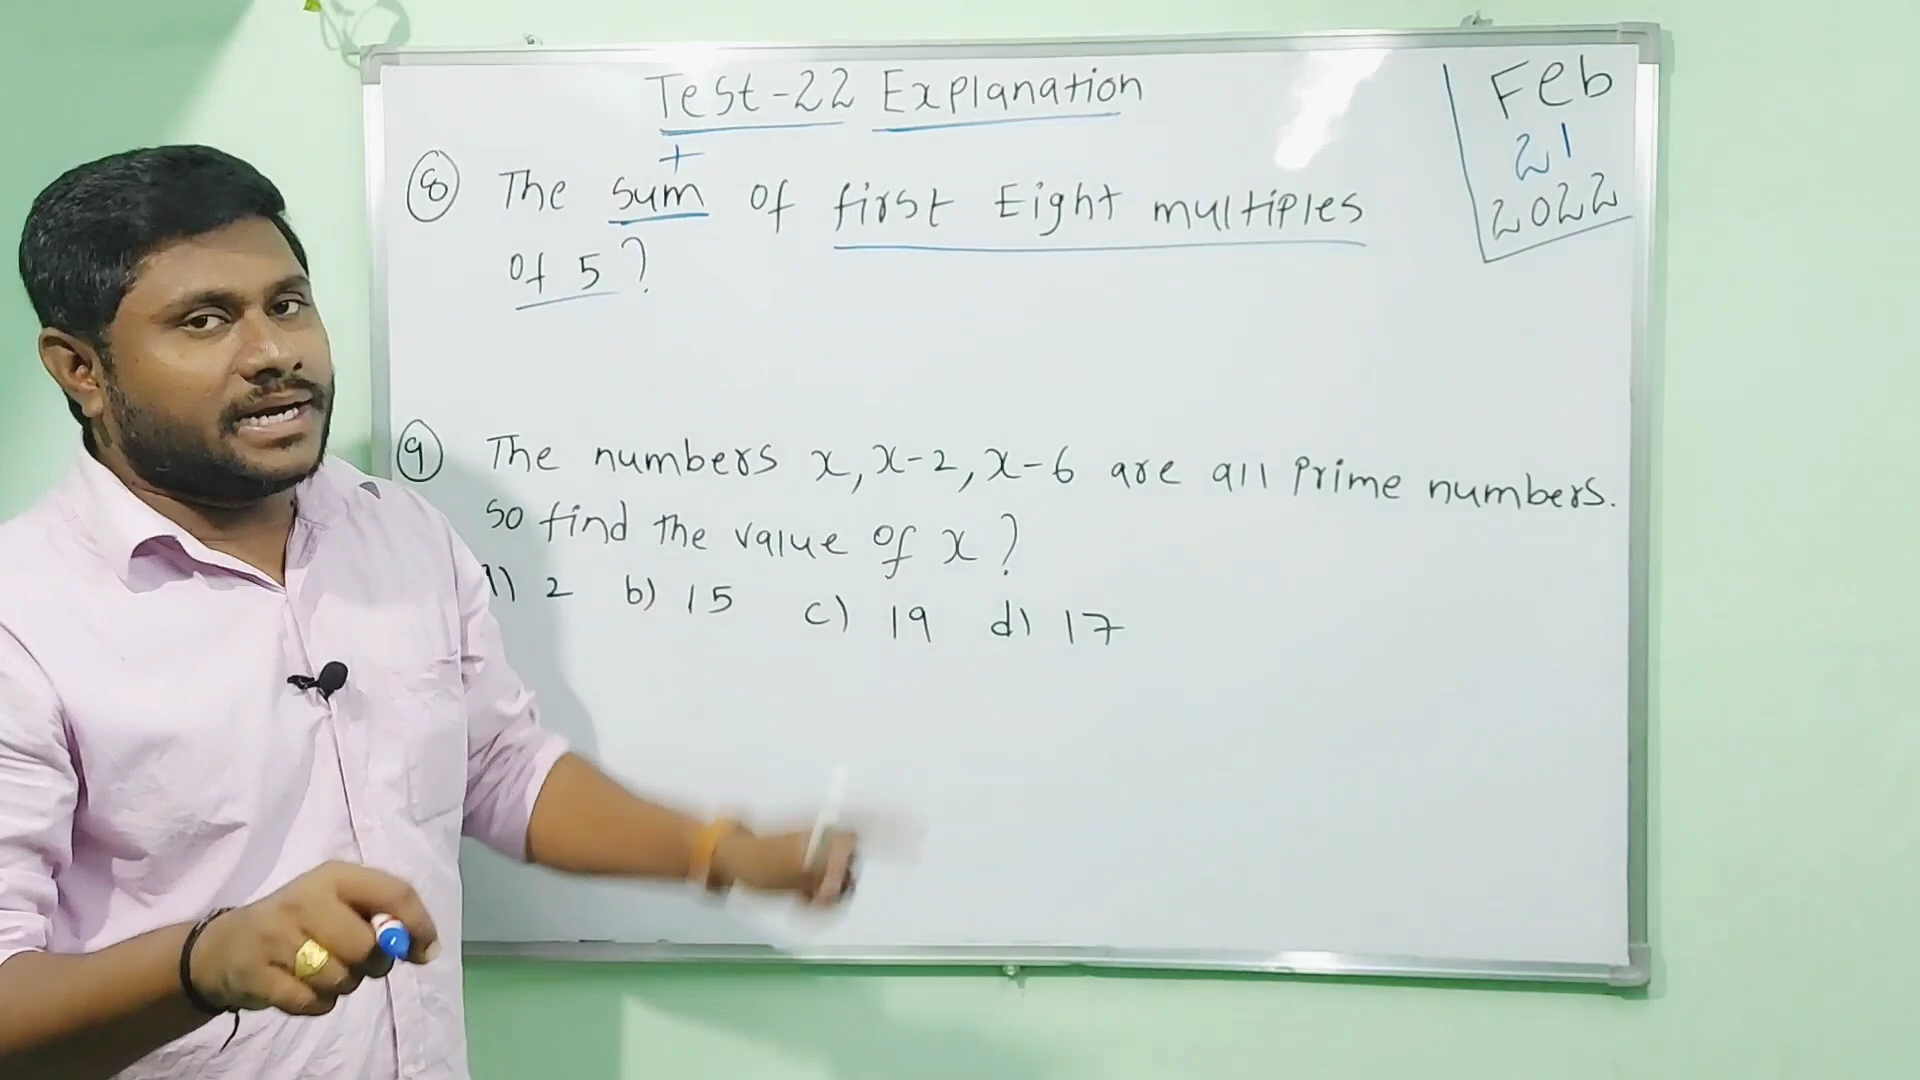 Test-22 Explanation
Feb
21
2022
+
8 The sum of first Eight multiples
of 5?
9 The numbers x, x-2, x-6 are all prime numbers.
so find the value of x?
2 b) 15 c) 19 d) 17